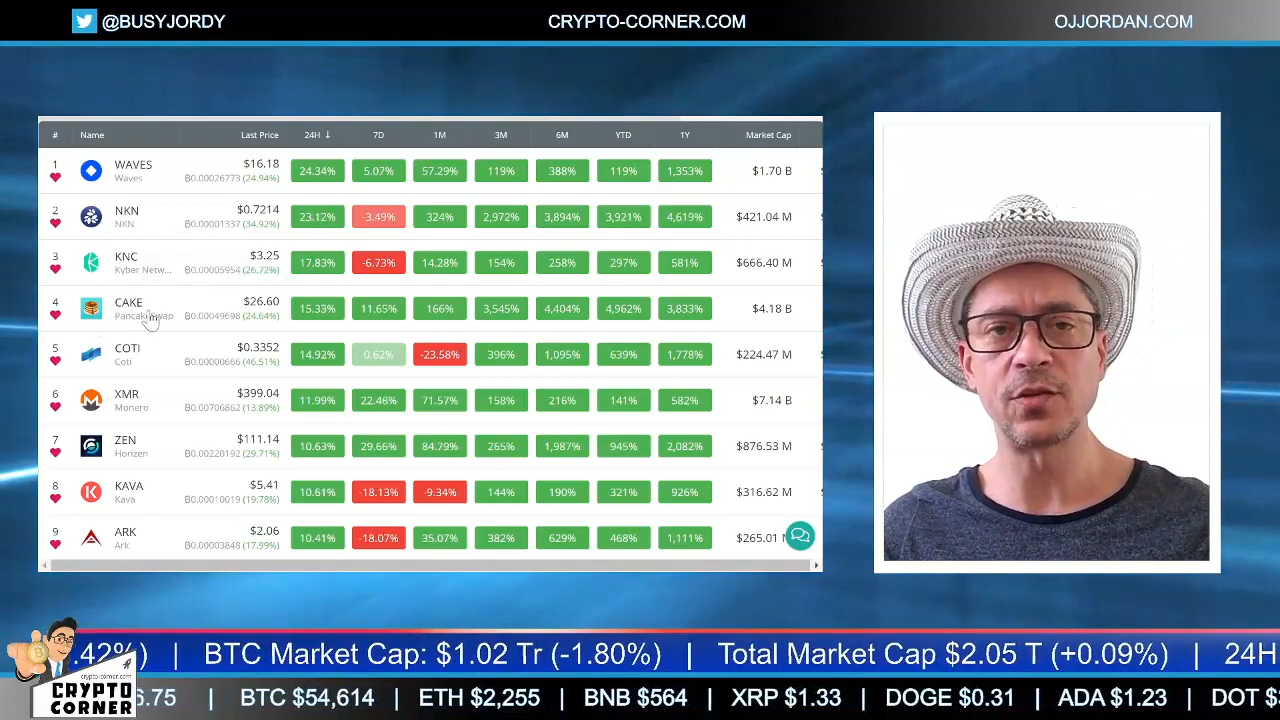 @BUSYJORDY CRYPTO-CORNER.COM OJJORDAN.COM
# Name Last Price 24H ↓ 7D 1M 3M 6M YTD 1Y Market Cap
1 WAVES $16.18 24.34% 5.07% 57.29% 119% 388% 119% 1,353% $1.70 B
Waves Ƀ0.00026773 (24.94%)
2 NKN $0.7214 23.12% -3.49% 324% 2,972% 3,894% 3,921% 4,619% $421.04 M
NKN Ƀ0.00001337 (34.92%)
3 KNC $3.25 17.83% -6.73% 14.28% 154% 258% 297% 581% $666.40 M
Kyber Netw... Ƀ0.00005954 (26.72%)
4 CAKE $26.60 15.33% 11.65% 166% 3,545% 4,404% 4,962% 3,833% $4.18 B
PancakeSwap Ƀ0.00049698 (24.64%)
5 COTI $0.3352 14.92% 0.62% -23.58% 396% 1,095% 639% 1,778% $224.47 M
Coti Ƀ0.00000666 (46.51%)
6 XMR $399.04 11.99% 22.46% 71.57% 158% 216% 141% 582% $7.14 B
Monero Ƀ0.00706862 (13.89%)
7 ZEN $111.14 10.63% 29.66% 84.79% 265% 1,987% 945% 2,082% $876.53 M
Horizen Ƀ0.00220192 (29.71%)
8 KAVA $5.41 10.61% -18.13% -9.34% 144% 190% 321% 926% $316.62 M
Kava Ƀ0.00010019 (19.78%)
9 ARK $2.06 10.41% -18.07% 35.07% 382% 629% 468% 1,111% $265.01
Ark Ƀ0.00003848 (17.99%)
.42%) | BTC Market Cap: $1.02 Tr (-1.80%) | Total Market Cap $2.05 T (+0.09%) | 24H
crypto-corner.com
CRYPTO
CORNER
6.75 | BTC $54,614 | ETH $2,255 | BNB $564 | XRP $1.33 | DOGE $0.31 | ADA $1.23 | DOT $